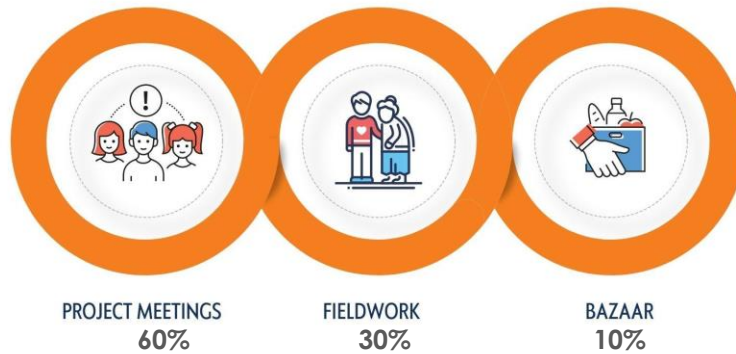 PROJECT MEETINGS
60%
FIELDWORK
30%
BAZAAR
10%